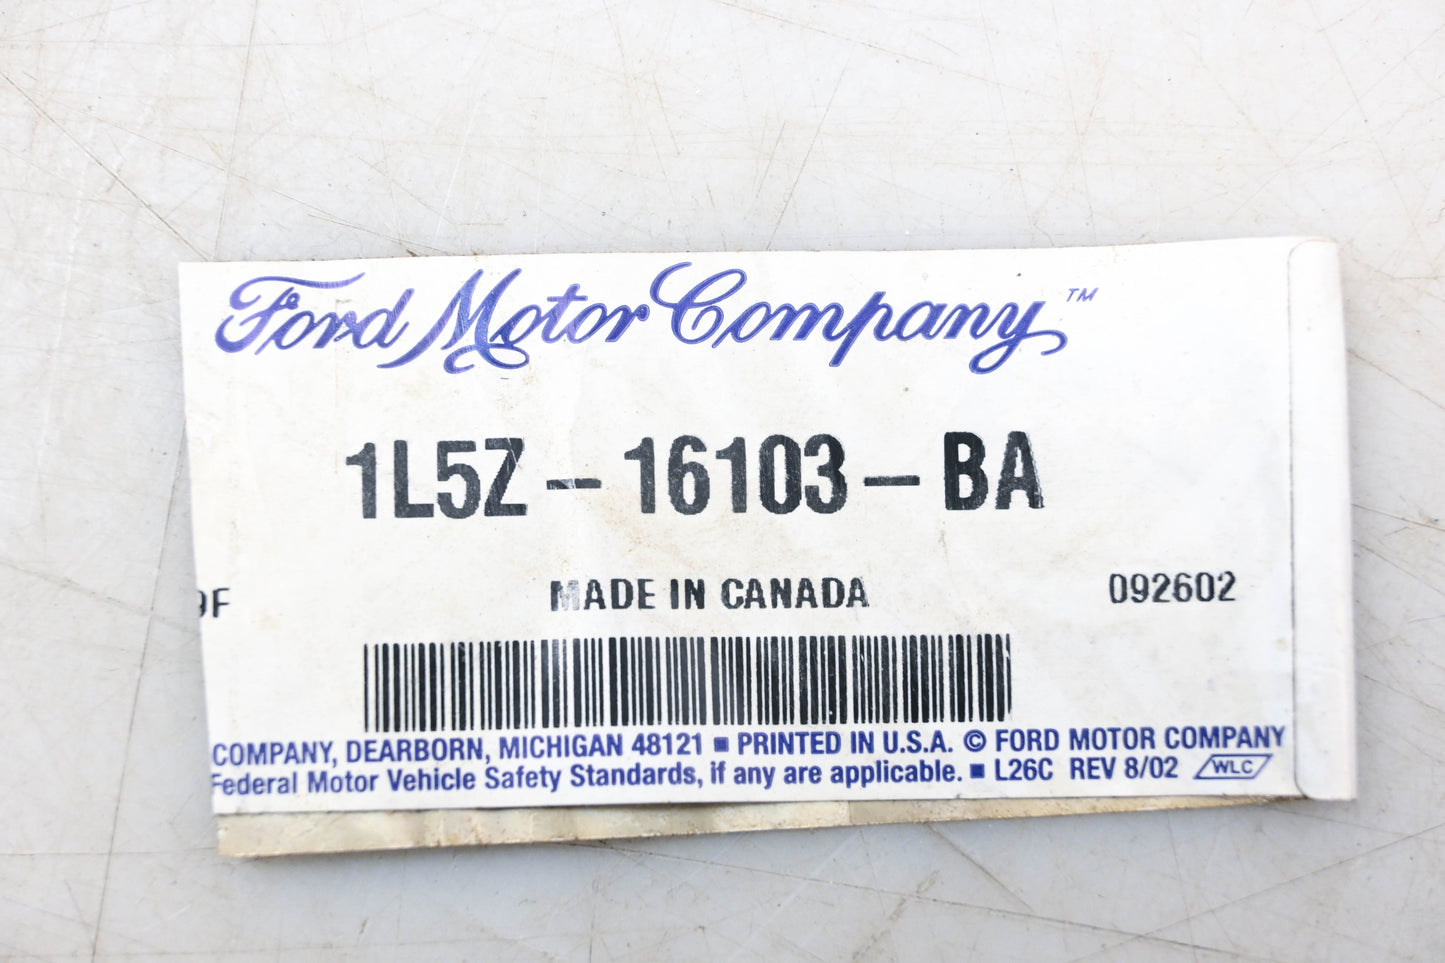 Ford Motor Company™
1L5Z-16103-BA
9F MADE IN CANADA 092602
COMPANY, DEARBORN, MICHIGAN 48121 ■ PRINTED IN U.S.A. © FORD MOTOR COMPANY
Federal Motor Vehicle Safety Standards, if any are applicable. ■ L26C REV 8/02 WLC